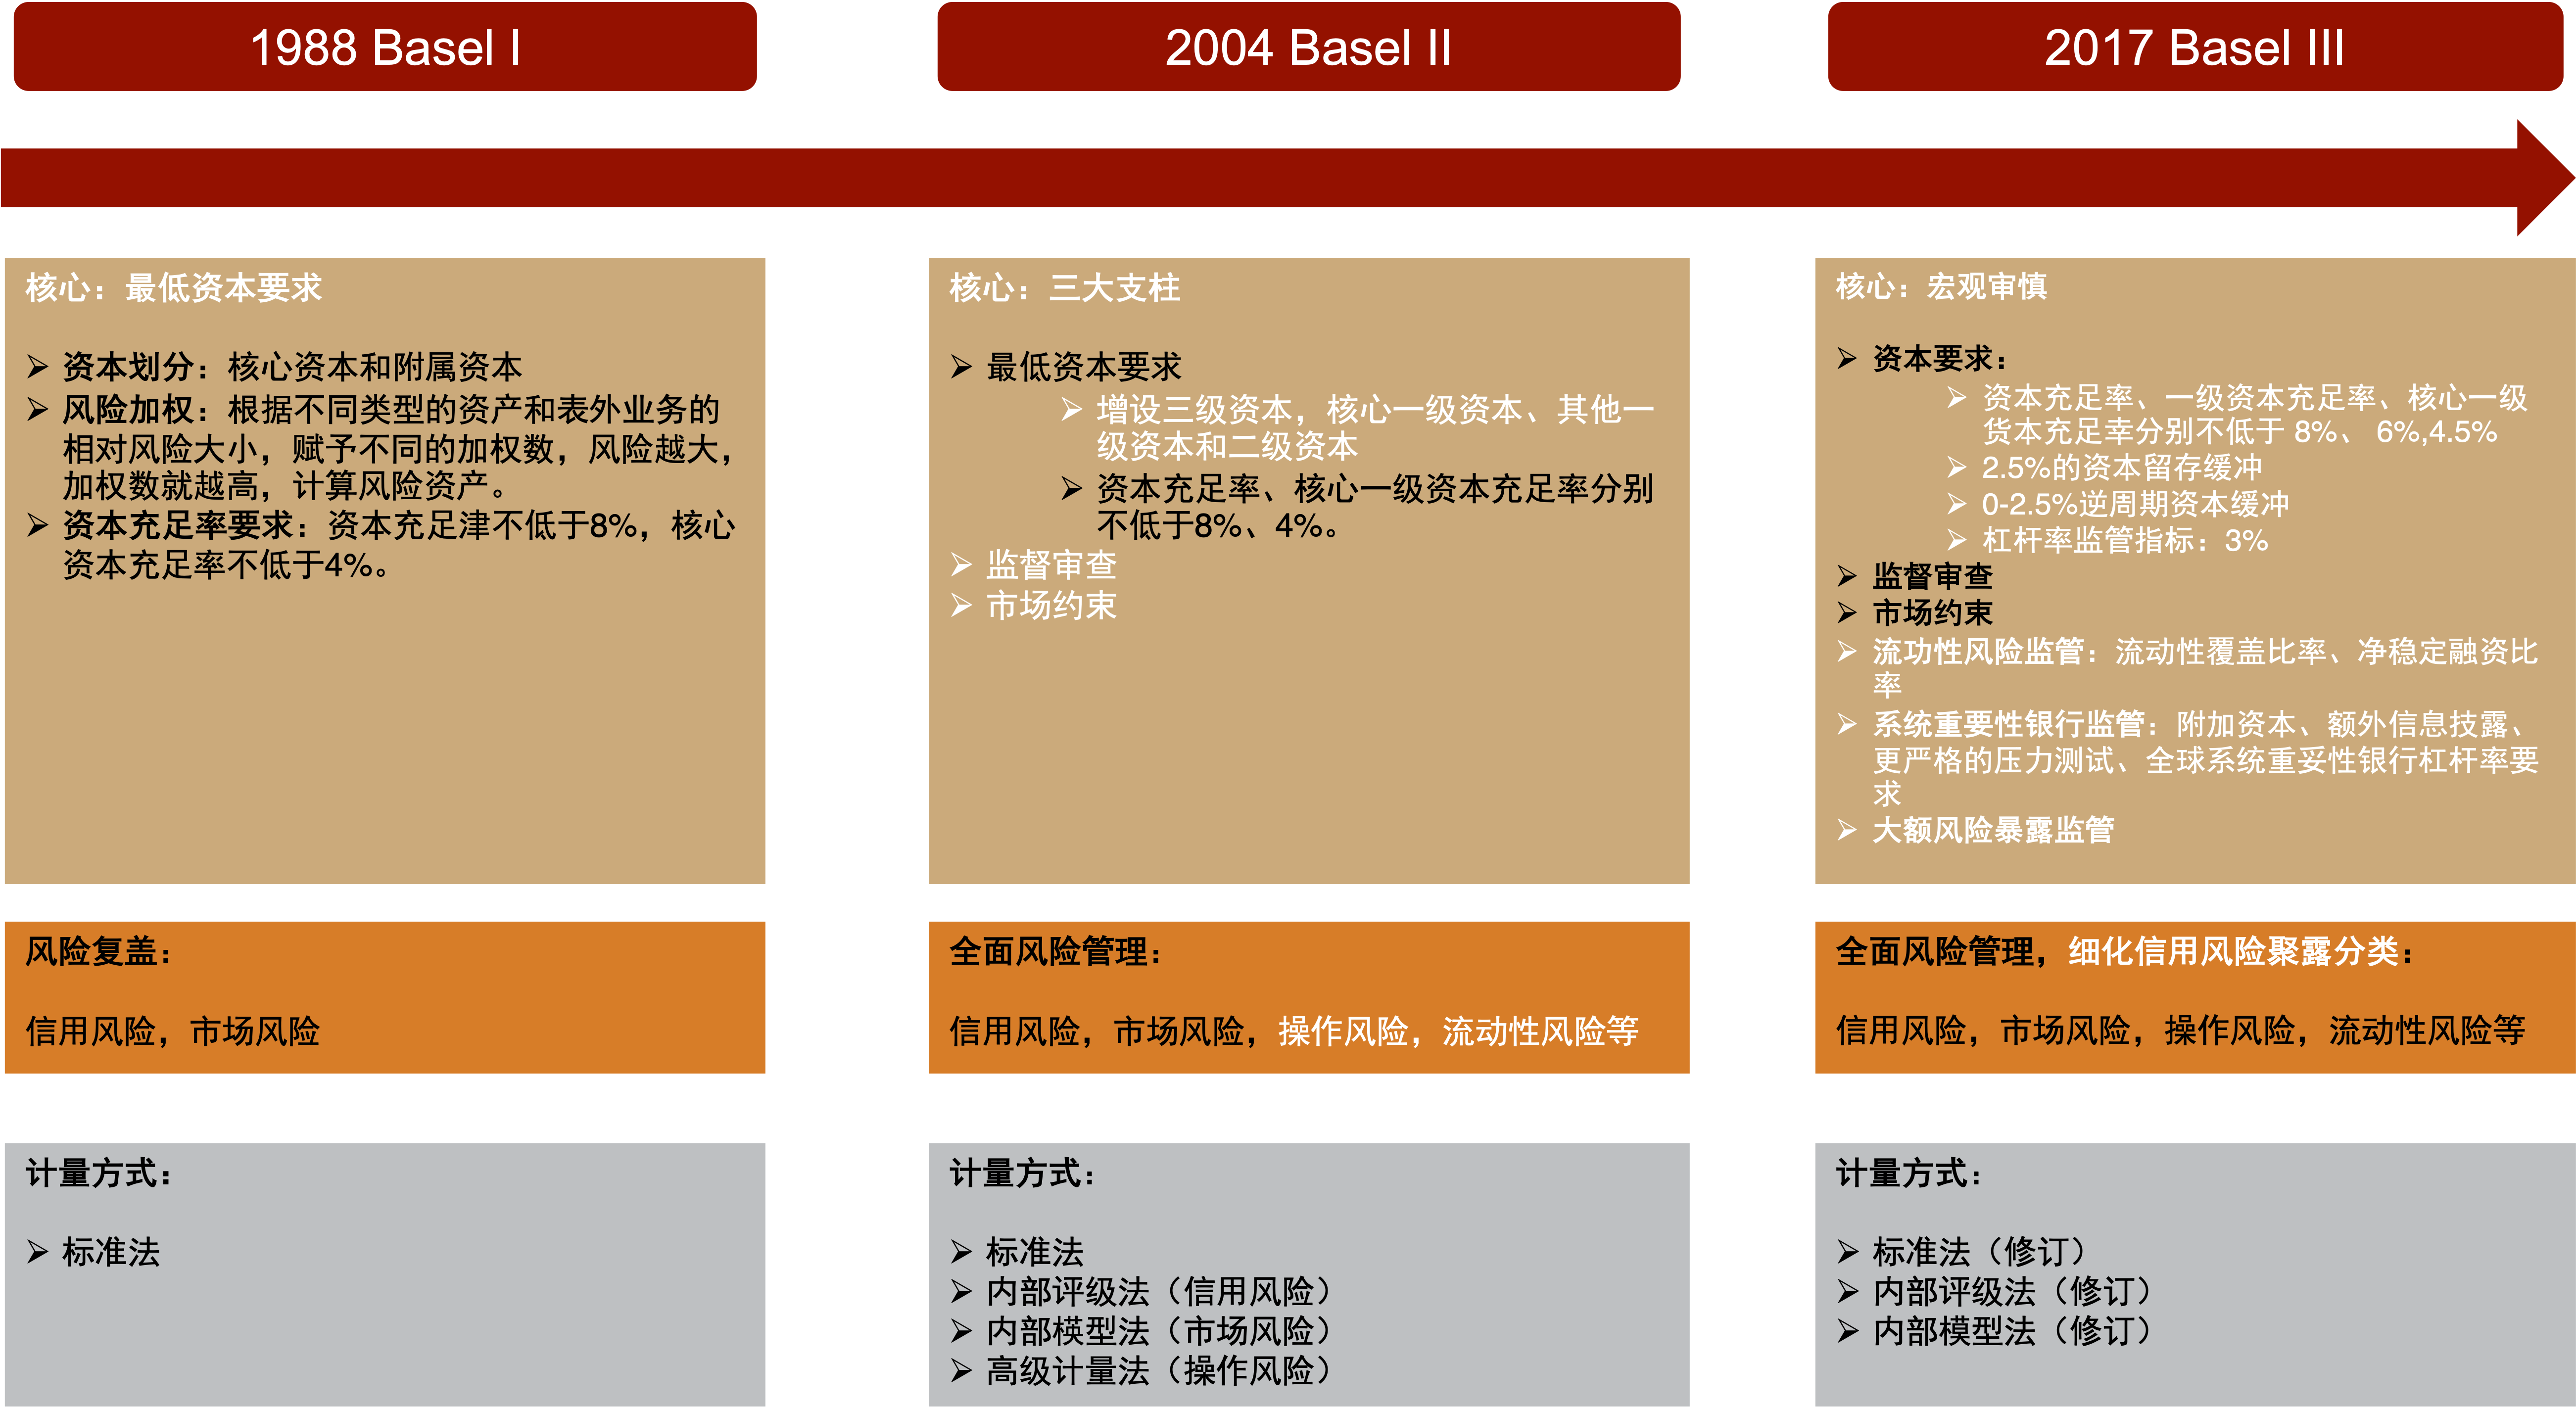 1988 Basel I
2004 Basel II
2017 Basel III
核心：最低资本要求
➢ 资本划分：核心资本和附属资本
➢ 风险加权：根据不同类型的资产和表外业务的
相对风险大小，赋予不同的加权数，风险越大，
加权数就越高，计算风险资产。
➢ 资本充足率要求：资本充足津不低于8%，核心
资本充足率不低于4%。
核心：三大支柱
➢ 最低资本要求
➢ 增设三级资本，核心一级资本、其他一
级资本和二级资本
➢ 资本充足率、核心一级资本充足率分别
不低于8%、4%。
➢ 监督审查
➢ 市场约束
核心：宏观审慎
➢ 资本要求：
➢ 资本充足率、一级资本充足率、核心一级
货本充足幸分别不低于 8%、 6%,4.5%
➢ 2.5%的资本留存缓冲
➢ 0-2.5%逆周期资本缓冲
➢ 杠杆率监管指标：3%
➢ 监督审查
➢ 市场约束
➢ 流功性风险监管：流动性覆盖比率、净稳定融资比
率
➢ 系统重要性银行监管：附加资本、额外信息技露、
更严格的压力测试、全球系统重妥性银行杠杆率要
求
➢ 大额风险暴露监管
风险复盖：
信用风险，市场风险
全面风险管理：
信用风险，市场风险，操作风险，流动性风险等
全面风险管理，细化信用风险聚露分类：
信用风险，市场风险，操作风险，流动性风险等
计量方式：
➢ 标准法
计量方式：
➢ 标准法
➢ 内部评级法（信用风险）
➢ 内部模型法（市场风险）
➢ 高级计量法（操作风险）
计量方式：
➢ 标准法（修订）
➢ 内部评级法（修订）
➢ 内部模型法（修订）